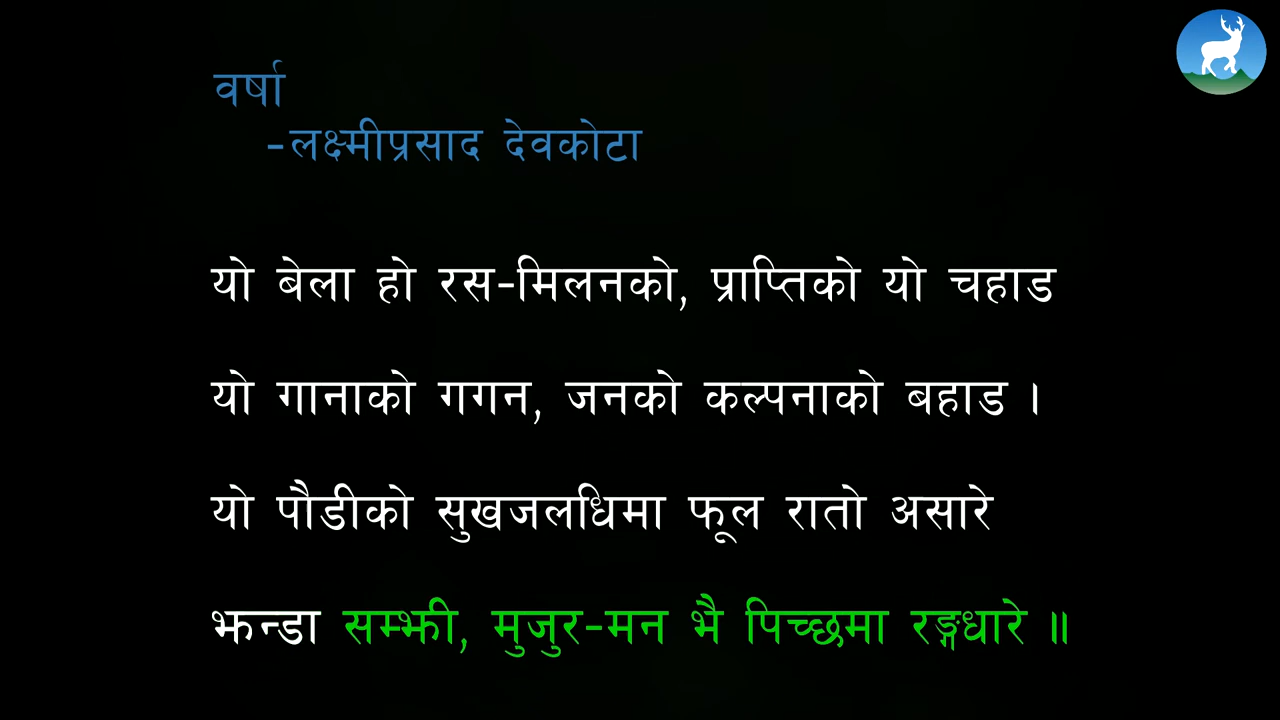 वर्षा
-लक्ष्मीप्रसाद देवकोटा
यो बेला हो रस-मिलनको, प्राप्तिको यो चहाड
यो गानाको गगन, जनको कल्पनाको बहाड ।
यो पौडीको सुखजलधिमा फूल रातो असारे
झन्डा सम्झी, मुजुर-मन भै पिच्छमा रङ्गधारे ॥